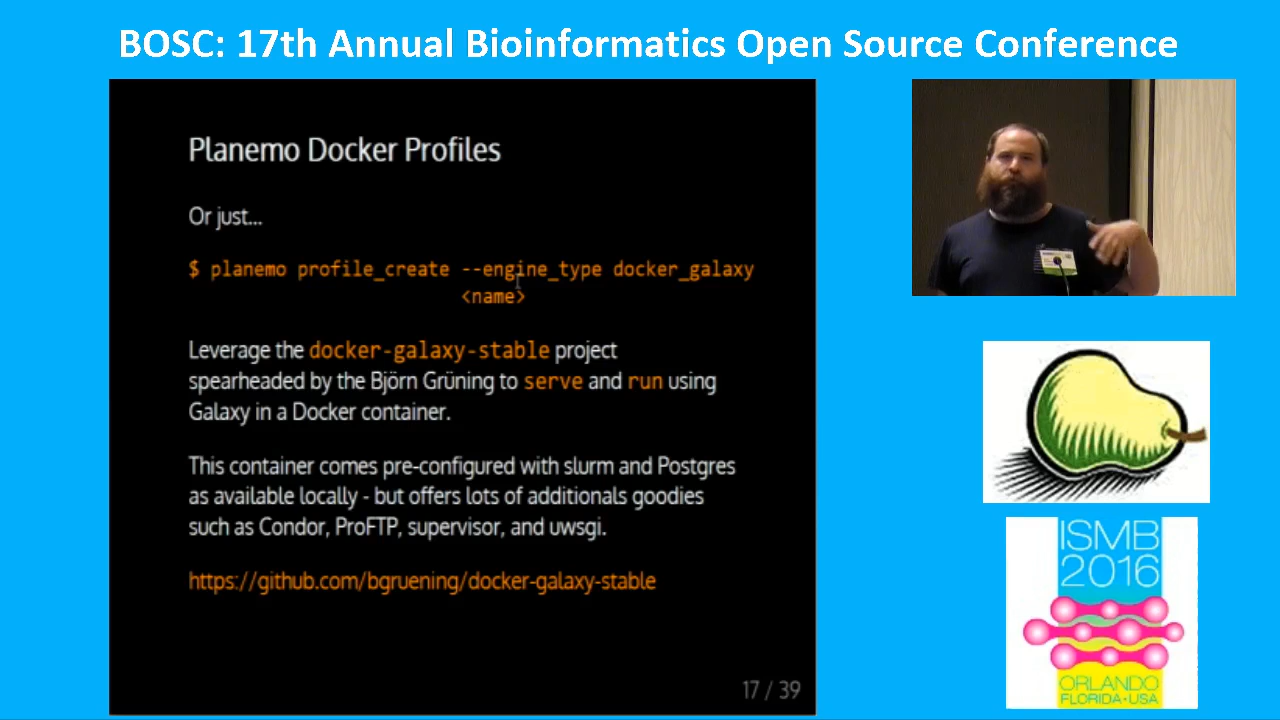 BOSC: 17th Annual Bioinformatics Open Source Conference
Planemo Docker Profiles
Or just...
$ planemo profile_create --engine_type docker_galaxy
<name>
Leverage the docker-galaxy-stable project
spearheaded by the Björn Grüning to serve and run using
Galaxy in a Docker container.
This container comes pre-configured with slurm and Postgres
as available locally - but offers lots of additionals goodies
such as Condor, ProFTP, supervisor, and uwsgi.
https://github.com/bgruening/docker-galaxy-stable
17 / 39
ISMB
2016
ORLANDO
FLORIDA•USA